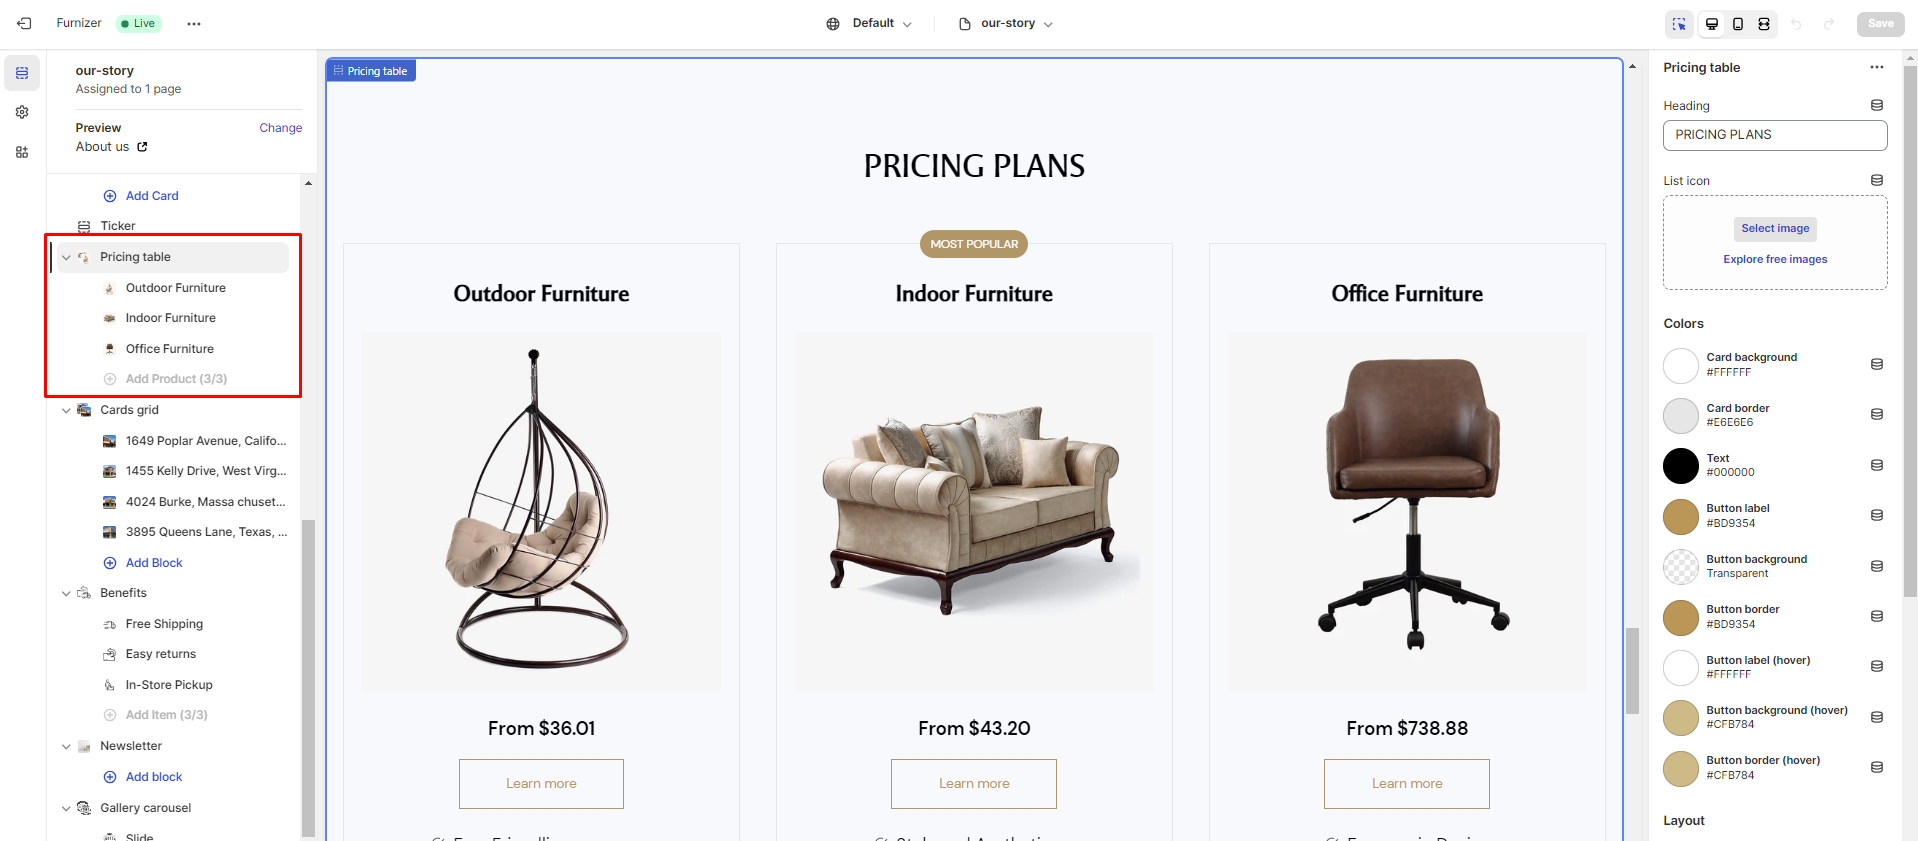 Furnizer Live
Default our-story
Save
our-story
Assigned to 1 page
Preview Change
About us
Add Card
Ticker
Pricing table
Outdoor Furniture
Indoor Furniture
Office Furniture
Add Product (3/3)
Cards grid
1649 Poplar Avenue, Califo...
1455 Kelly Drive, West Virg...
4024 Burke, Massa chuset...
3895 Queens Lane, Texas, ...
Add Block
Benefits
Free Shipping
Easy returns
In-Store Pickup
Add Item (3/3)
Newsletter
Add block
Gallery carousel
Slide
Pricing table
PRICING PLANS
MOST POPULAR
Outdoor Furniture
Indoor Furniture
Office Furniture
From $36.01
From $43.20
From $738.88
Learn more
Learn more
Learn more
Pricing table
Heading
PRICING PLANS
List icon
Select image
Explore free images
Colors
Card background
#FFFFFF
Card border
#E6E6E6
Text
#000000
Button label
#BD9354
Button background
Transparent
Button border
#BD9354
Button label (hover)
#FFFFFF
Button background (hover)
#CFB784
Button border (hover)
#CFB784
Layout